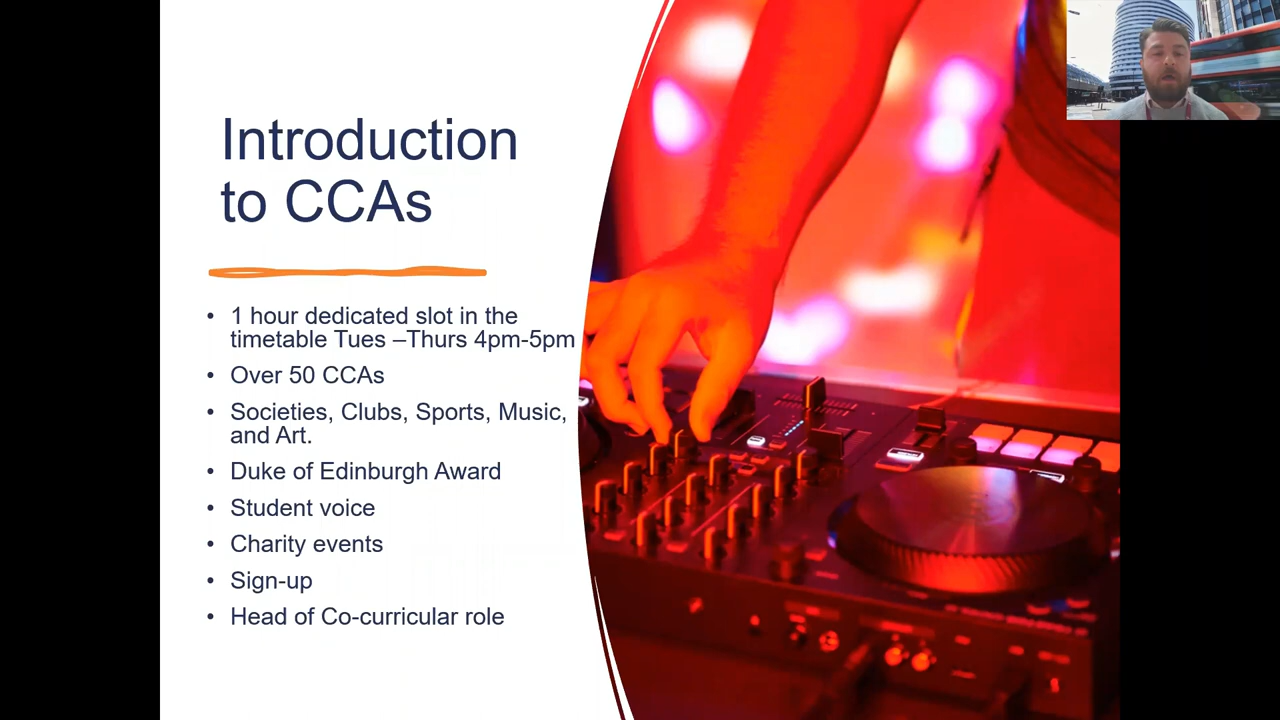 Introduction
to CCAs
• 1 hour dedicated slot in the
timetable Tues –Thurs 4pm-5pm
• Over 50 CCAs
• Societies, Clubs, Sports, Music,
and Art.
• Duke of Edinburgh Award
• Student voice
• Charity events
• Sign-up
• Head of Co-curricular role